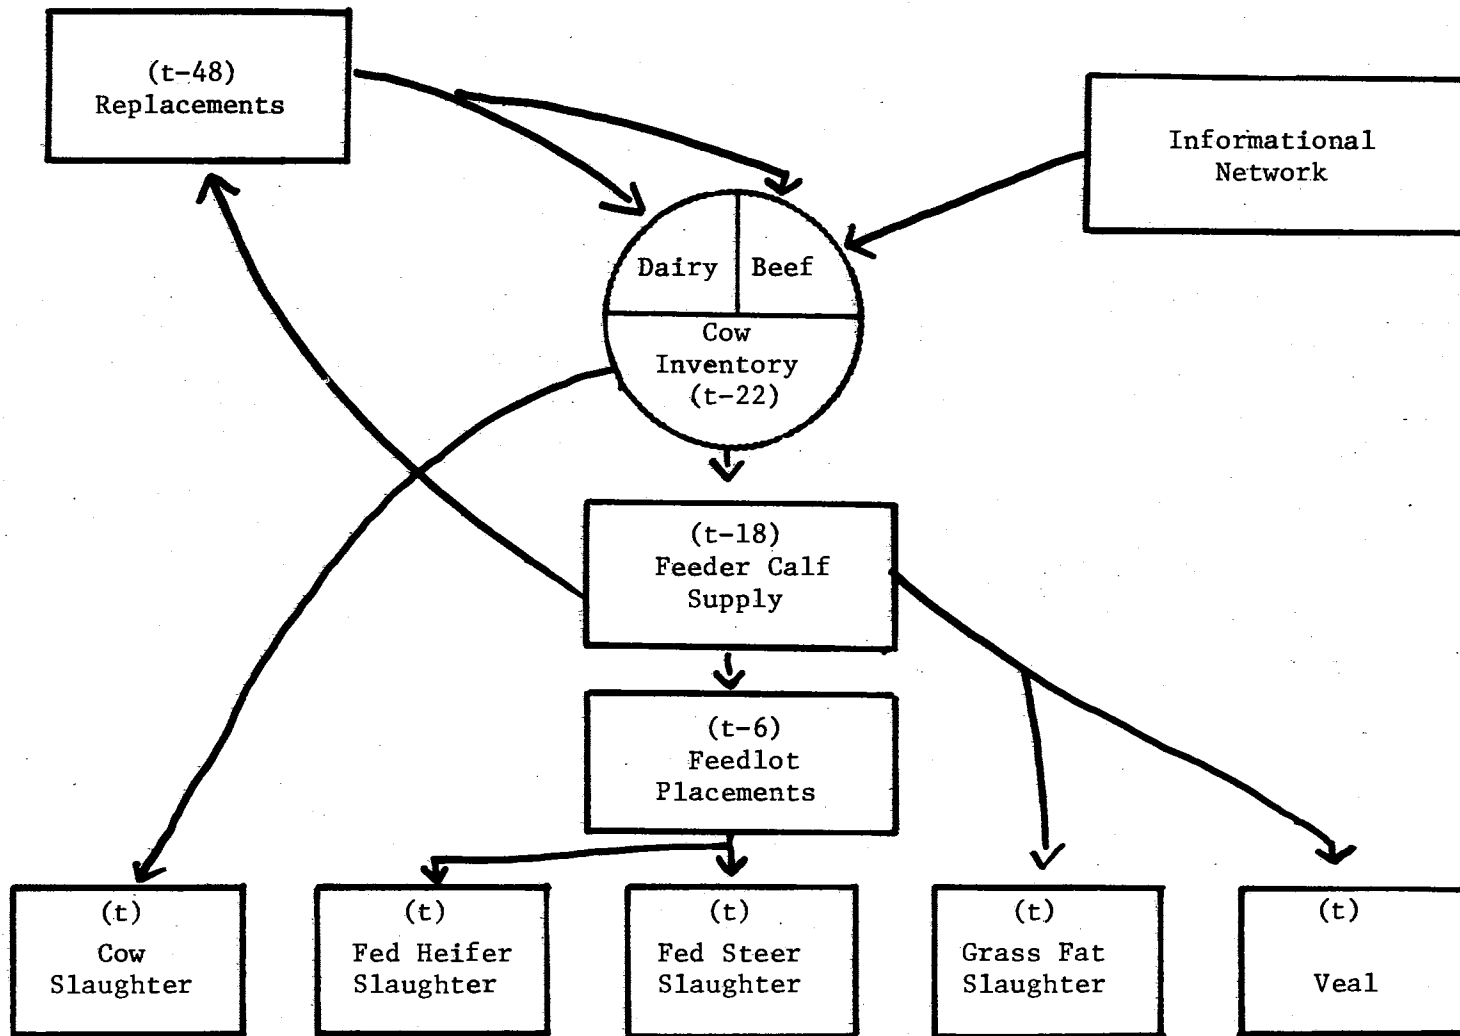 (t-48)
Replacements
Informational
Network
Dairy
Beef
Cow
Inventory
(t-22)
(t-18)
Feeder Calf
Supply
(t-6)
Feedlot
Placements
(t)
Cow
Slaughter
(t)
Fed Heifer
Slaughter
(t)
Fed Steer
Slaughter
(t)
Grass Fat
Slaughter
(t)
Veal